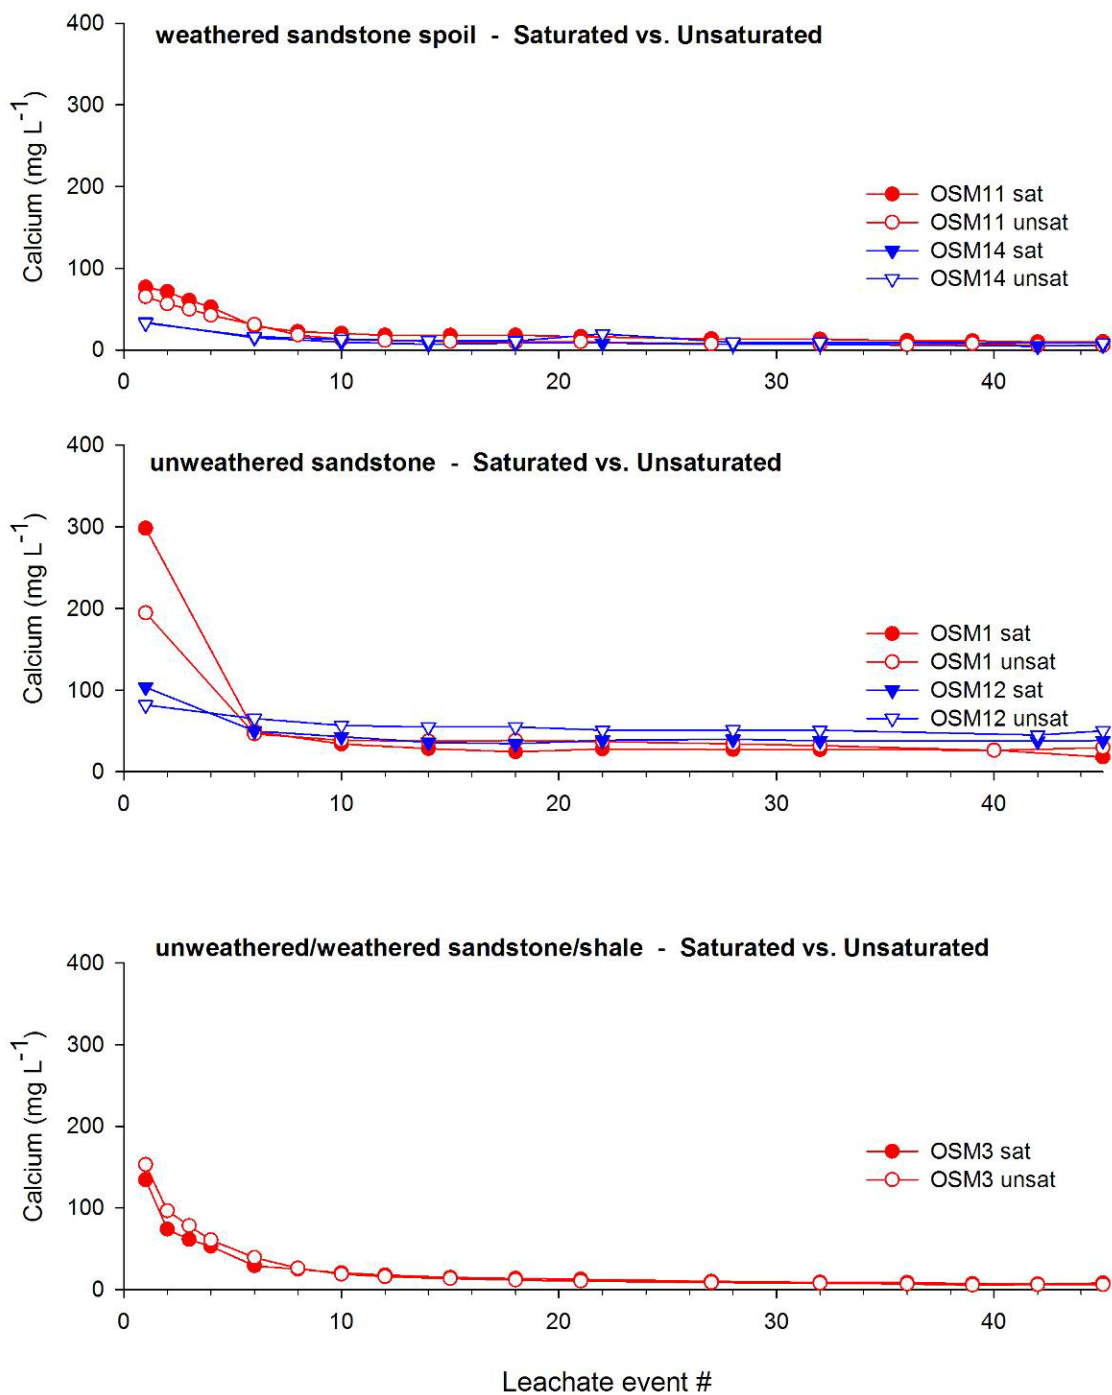 weathered sandstone spoil - Saturated vs. Unsaturated
400
300
200
100
0
Calcium (mg L⁻¹)
OSM11 sat
OSM11 unsat
OSM14 sat
OSM14 unsat
0 10 20 30 40
unweathered sandstone - Saturated vs. Unsaturated
400
300
200
100
0
Calcium (mg L⁻¹)
OSM1 sat
OSM1 unsat
OSM12 sat
OSM12 unsat
0 10 20 30 40
unweathered/weathered sandstone/shale - Saturated vs. Unsaturated
400
300
200
100
0
Calcium (mg L⁻¹)
OSM3 sat
OSM3 unsat
0 10 20 30 40
Leachate event #